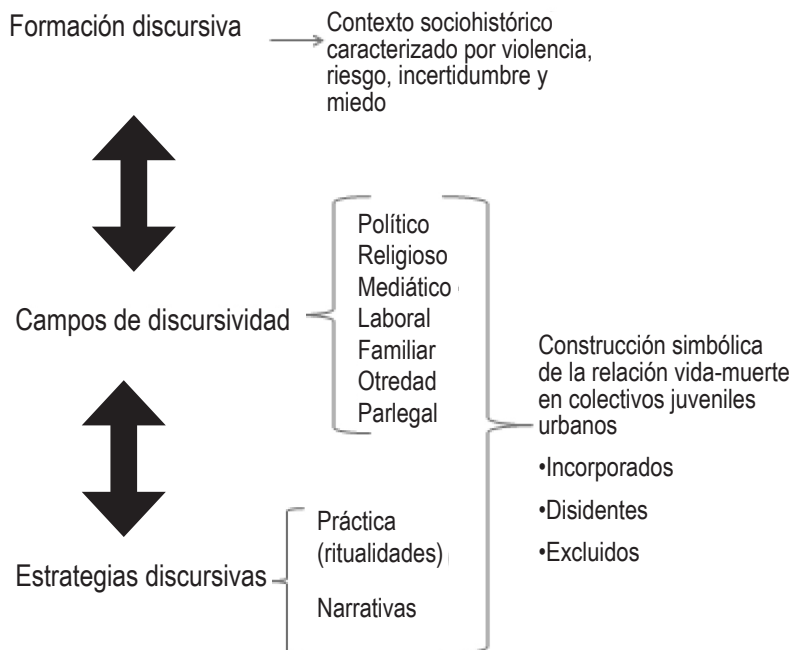 Formación discursiva
Contexto sociohistórico
caracterizado por violencia,
riesgo, incertidumbre y
miedo
Campos de discursividad
Político
Religioso
Mediático
Laboral
Familiar
Otredad
Parlegal
Estrategias discursivas
Práctica
(ritualidades)
Narrativas
Construcción simbólica
de la relación vida-muerte
en colectivos juveniles
urbanos
•Incorporados
•Disidentes
•Excluidos